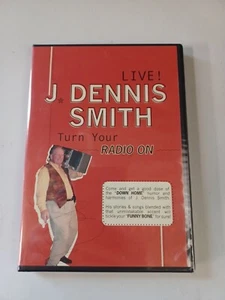 LIVE!
J. DENNIS
SMITH
Turn Your
RADIO ON
Come and get a good dose of
the "DOWN HOME" humor and
harmonies of J. Dennis Smith.
His stories & songs blended with
that unmistakable accent will
tickle your "FUNNY BONE" for sure!